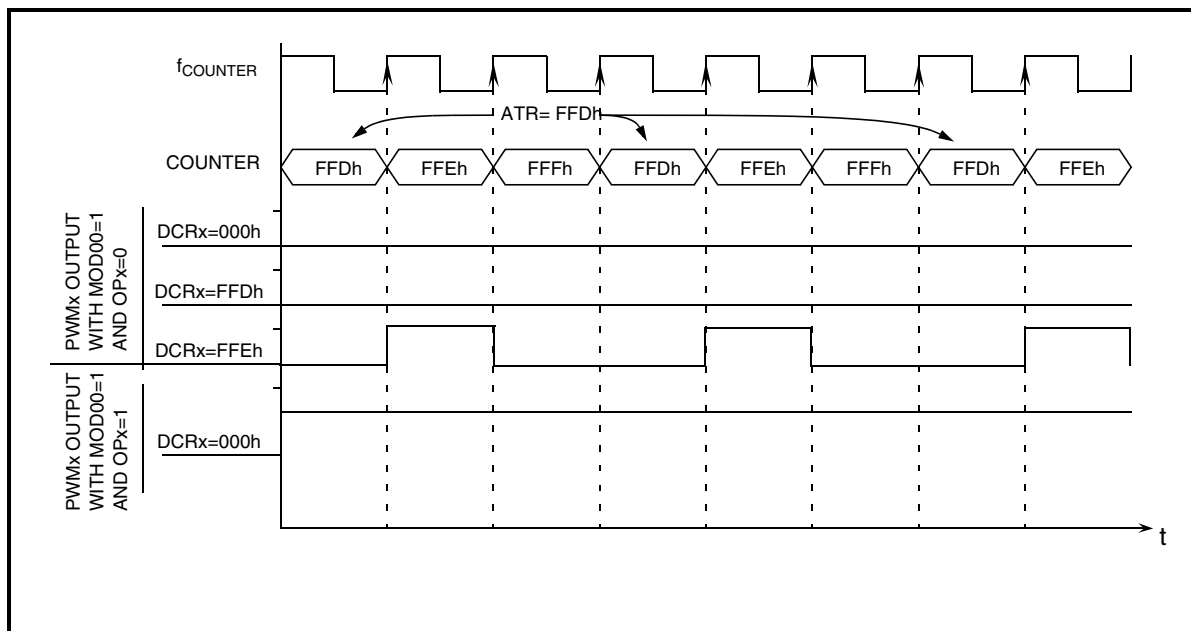 fCOUNTER
ATR= FFDh
COUNTER
FFDh FFEh FFFh FFDh FFEh FFFh FFDh FFEh
PWMx OUTPUT
WITH MOD00=1
AND OPx=0
DCRx=000h
DCRx=FFDh
DCRx=FFEh
PWMx OUTPUT
WITH MOD00=1
AND OPx=1
DCRx=000h
t